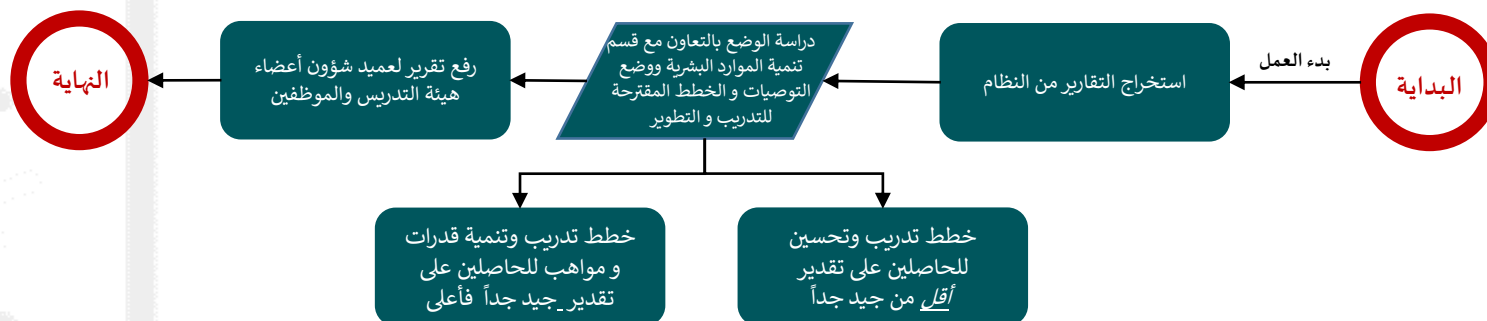 البداية
بدء العمل
استخراج التقارير من النظام
دراسة الوضع بالتعاون مع قسم
تنمية الموارد البشرية ووضع
التوصيات و الخطط المقترحة
للتدريب و التطوير
رفع تقرير لعميد شؤون أعضاء
هيئة التدريس والموظفين
النهاية
خطط تدريب وتحسين
للحاصلين على تقدير
أقل من جيد جداً
خطط تدريب وتنمية قدرات
و مواهب للحاصلين على
تقدير جيد جداً فأعلى